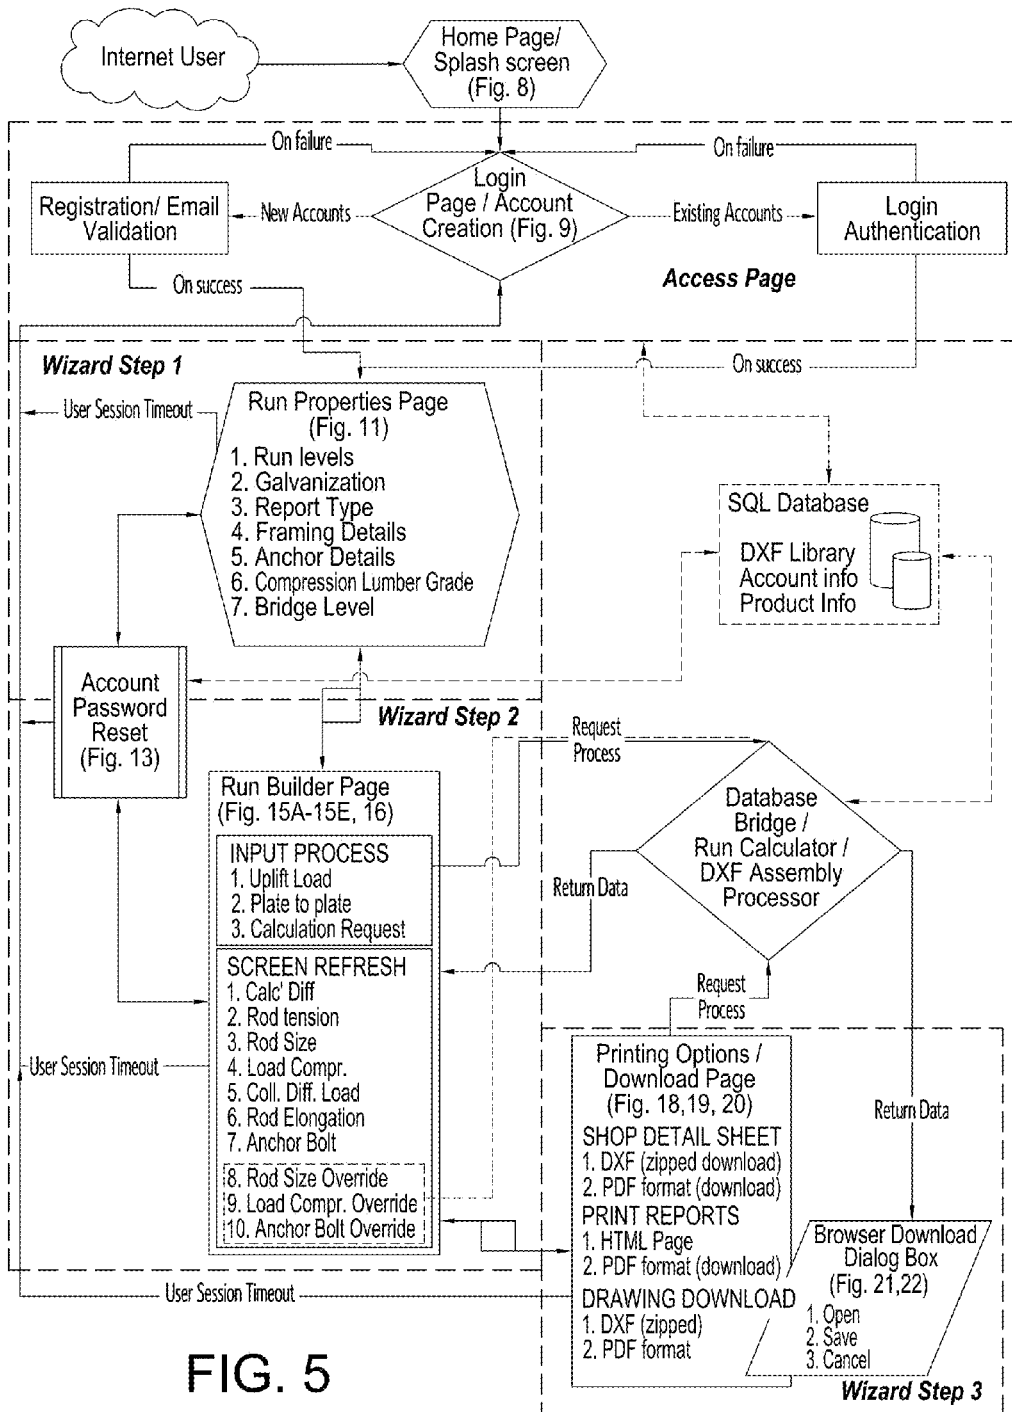 Internet User
Home Page/
Splash screen
(Fig. 8)
On failure
On failure
Registration/ Email
Validation
New Accounts
Login
Page / Account
Creation (Fig. 9)
Existing Accounts
Login
Authentication
On success
Access Page
Wizard Step 1
On success
User Session Timeout
Run Properties Page
(Fig. 11)
1. Run levels
2. Galvanization
3. Report Type
4. Framing Details
5. Anchor Details
6. Compression Lumber Grade
7. Bridge Level
SQL Database
DXF Library
Account info
Product Info
Account
Password
Reset
(Fig. 13)
Wizard Step 2
Request
Process
Run Builder Page
(Fig. 15A-15E, 16)
INPUT PROCESS
1. Uplift Load
2. Plate to plate
3. Calculation Request
Database
Bridge /
Run Calculator /
DXF Assembly
Processor
Return Data
SCREEN REFRESH
1. Calc' Diff
2. Rod tension
3. Rod Size
4. Load Compr.
5. Coll. Diff. Load
6. Rod Elongation
7. Anchor Bolt
8. Rod Size Override
9. Load Compr. Override
10. Anchor Bolt Override
Request
Process
User Session Timeout
Printing Options /
Download Page
(Fig. 18,19, 20)
SHOP DETAIL SHEET
1. DXF (zipped download)
2. PDF format (download)
PRINT REPORTS
1. HTML Page
2. PDF format (download)
DRAWING DOWNLOAD
1. DXF (zipped)
2. PDF format
Return Data
Browser Download
Dialog Box
(Fig. 21,22)
1. Open
2. Save
3. Cancel
User Session Timeout
Wizard Step 3
FIG. 5